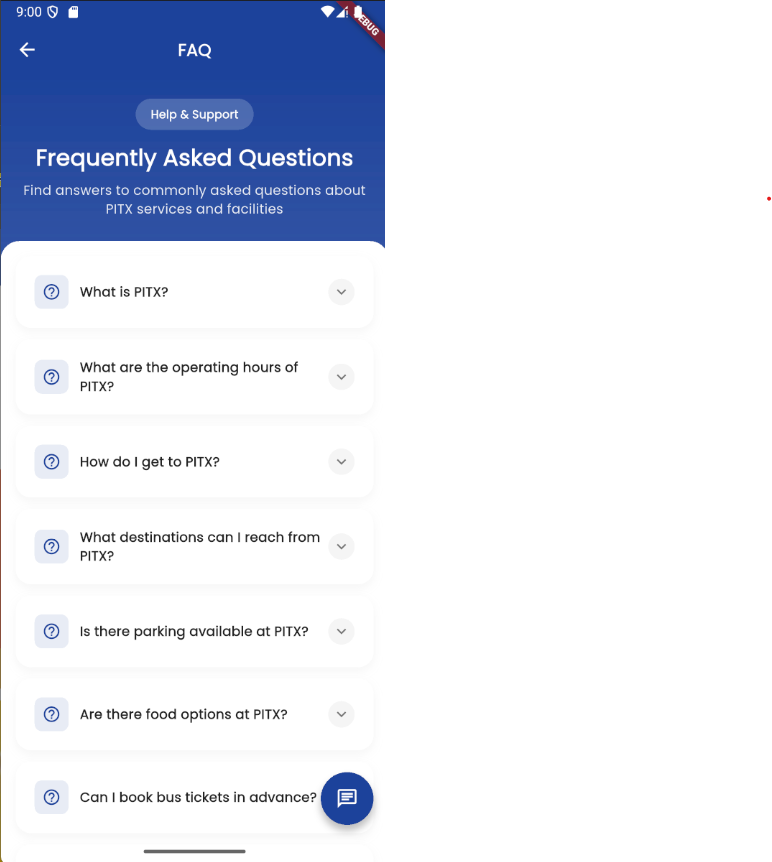 9:00
FAQ
Help & Support
Frequently Asked Questions
Find answers to commonly asked questions about
PITX services and facilities
What is PITX?
What are the operating hours of
PITX?
How do I get to PITX?
What destinations can I reach from
PITX?
Is there parking available at PITX?
Are there food options at PITX?
Can I book bus tickets in advance?